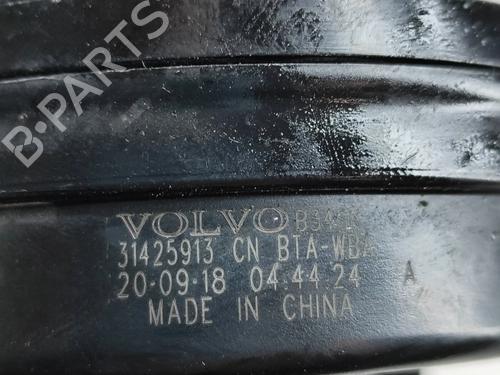 B-PARTS
VOLVO
31425913 CN BTA-WBA
20-09-18 04.44.24 A
MADE IN CHINA